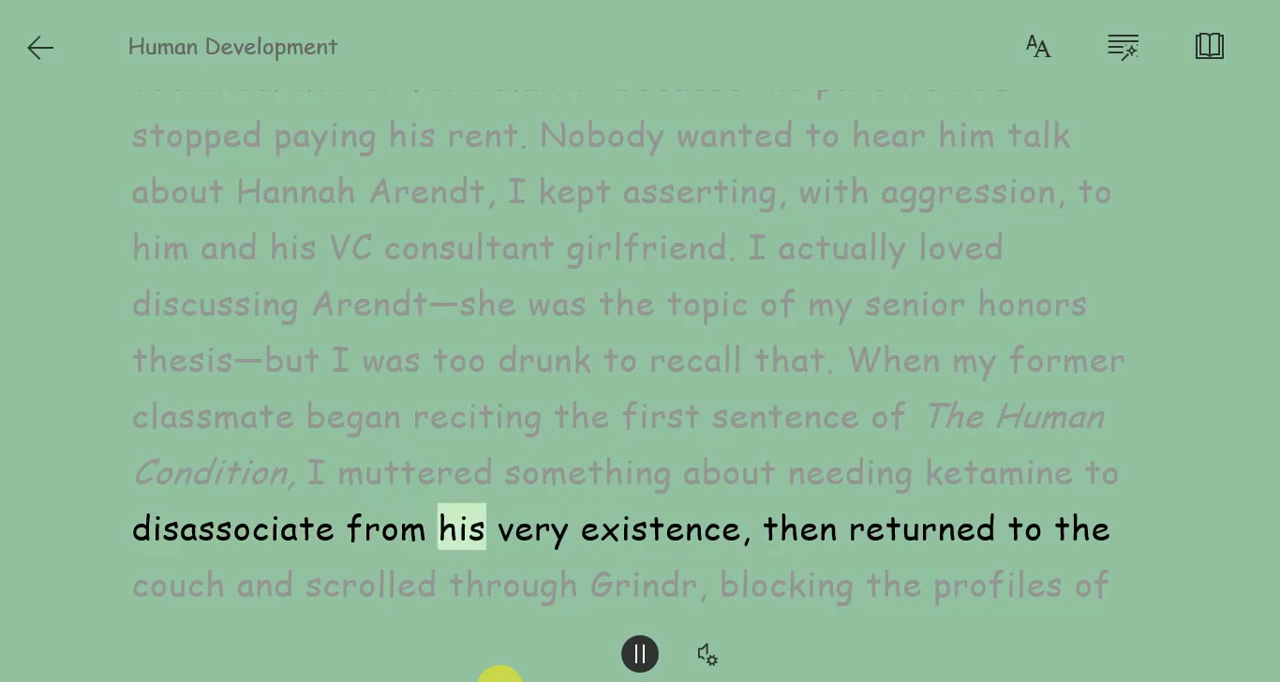 Human Development
stopped paying his rent. Nobody wanted to hear him talk
about Hannah Arendt, I kept asserting, with aggression, to
him and his VC consultant girlfriend. I actually loved
discussing Arendt—she was the topic of my senior honors
thesis—but I was too drunk to recall that. When my former
classmate began reciting the first sentence of The Human
Condition, I muttered something about needing ketamine to
disassociate from his very existence, then returned to the
couch and scrolled through Grindr, blocking the profiles of